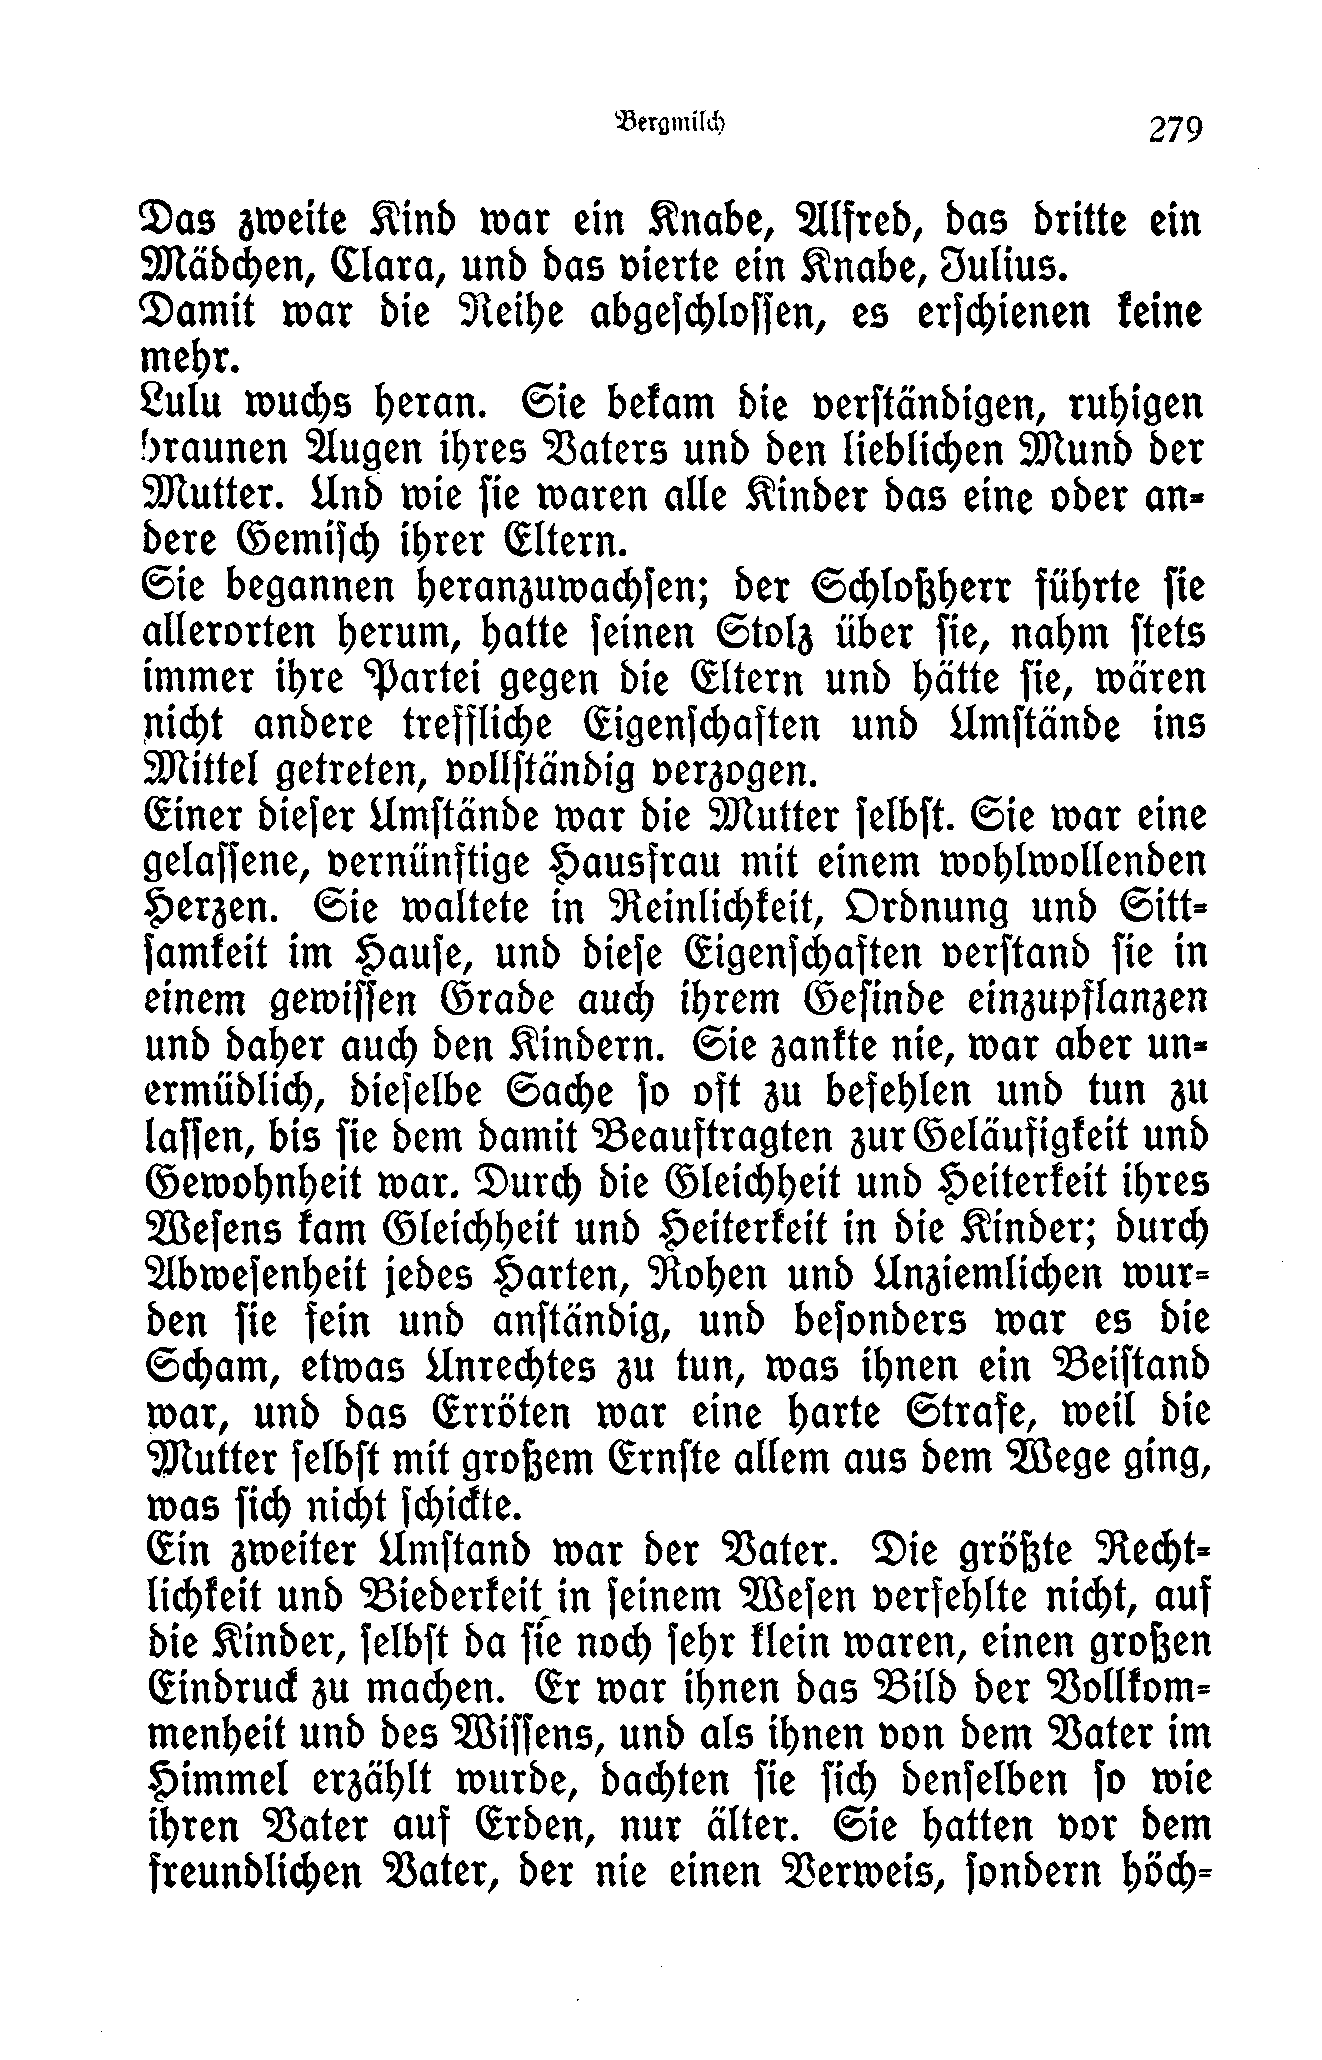 Bergmilch 279
Das zweite Kind war ein Knabe, Alfred, das dritte ein
Mädchen, Clara, und das vierte ein Knabe, Julius.
Damit war die Reihe abgeschlossen, es erschienen keine
mehr.
Lulu wuchs heran. Sie bekam die verständigen, ruhigen
braunen Augen ihres Vaters und den lieblichen Mund der
Mutter. Und wie sie waren alle Kinder das eine oder an-
dere Gemisch ihrer Eltern.
Sie begannen heranzuwachsen; der Schloßherr führte sie
allerorten herum, hatte seinen Stolz über sie, nahm stets
immer ihre Partei gegen die Eltern und hätte sie, wären
nicht andere treffliche Eigenschaften und Umstände ins
Mittel getreten, vollständig verzogen.
Einer dieser Umstände war die Mutter selbst. Sie war eine
gelassene, vernünftige Hausfrau mit einem wohlwollenden
Herzen. Sie waltete in Reinlichkeit, Ordnung und Sitt-
samkeit im Hause, und diese Eigenschaften verstand sie in
einem gewissen Grade auch ihrem Gesinde einzupflanzen
und daher auch den Kindern. Sie zankte nie, war aber un-
ermüdlich, dieselbe Sache so oft zu befehlen und tun zu
lassen, bis sie dem damit Beauftragten zur Geläufigkeit und
Gewohnheit war. Durch die Gleichheit und Heiterkeit ihres
Wesens kam Gleichheit und Heiterkeit in die Kinder; durch
Abwesenheit jedes Harten, Rohen und Unziemlichen wur-
den sie fein und anständig, und besonders war es die
Scham, etwas Unrechtes zu tun, was ihnen ein Beistand
war, und das Erröten war eine harte Strafe, weil die
Mutter selbst mit großem Ernste allem aus dem Wege ging,
was sich nicht schickte.
Ein zweiter Umstand war der Vater. Die größte Recht-
lichkeit und Biederkeit in seinem Wesen verfehlte nicht, auf
die Kinder, selbst da sie noch sehr klein waren, einen großen
Eindruck zu machen. Er war ihnen das Bild der Vollkom-
menheit und des Wissens, und als ihnen von dem Vater im
Himmel erzählt wurde, dachten sie sich denselben so wie
ihren Vater auf Erden, nur älter. Sie hatten vor dem
freundlichen Vater, der nie einen Verweis, sondern höch-